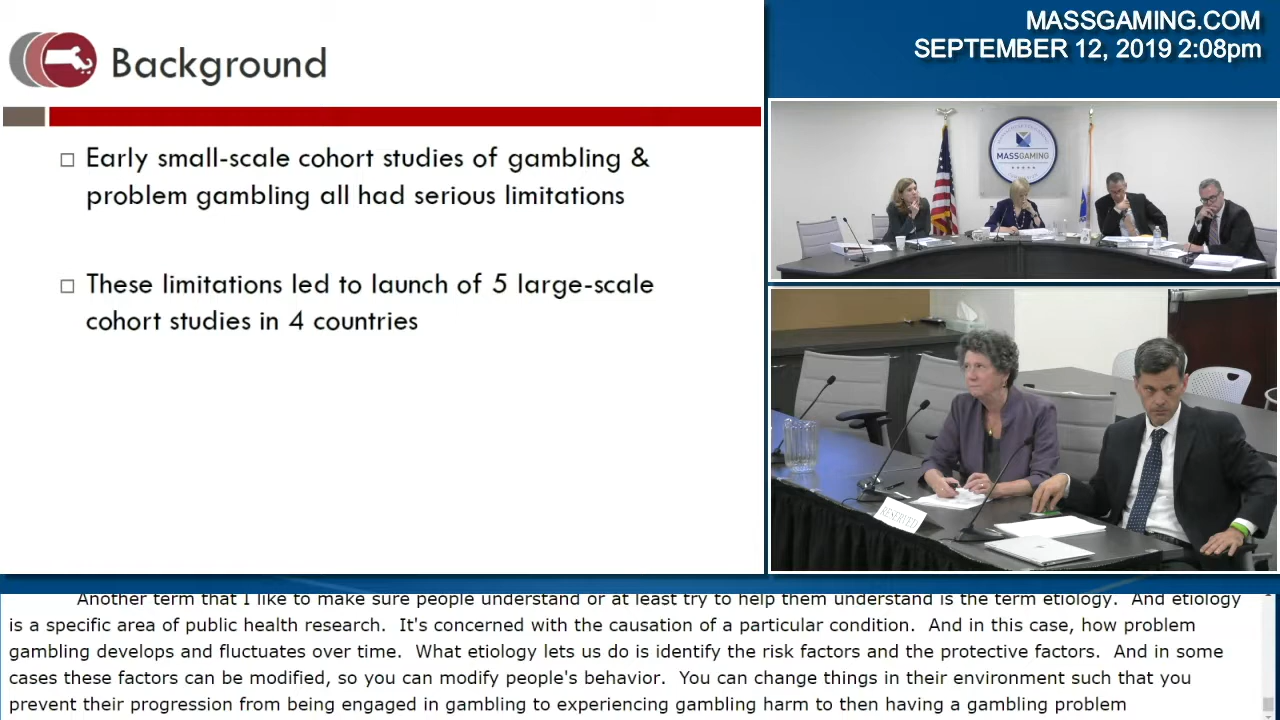 MASSGAMING.COM
SEPTEMBER 12, 2019 2:08pm
Background
Early small-scale cohort studies of gambling &
problem gambling all had serious limitations
These limitations led to launch of 5 large-scale
cohort studies in 4 countries
MASSGAMING
RESERVED
Another term that I like to make sure people understand or at least try to help them understand is the term etiology. And etiology
is a specific area of public health research. It's concerned with the causation of a particular condition. And in this case, how problem
gambling develops and fluctuates over time. What etiology lets us do is identify the risk factors and the protective factors. And in some
cases these factors can be modified, so you can modify people's behavior. You can change things in their environment such that you
prevent their progression from being engaged in gambling to experiencing gambling harm to then having a gambling problem